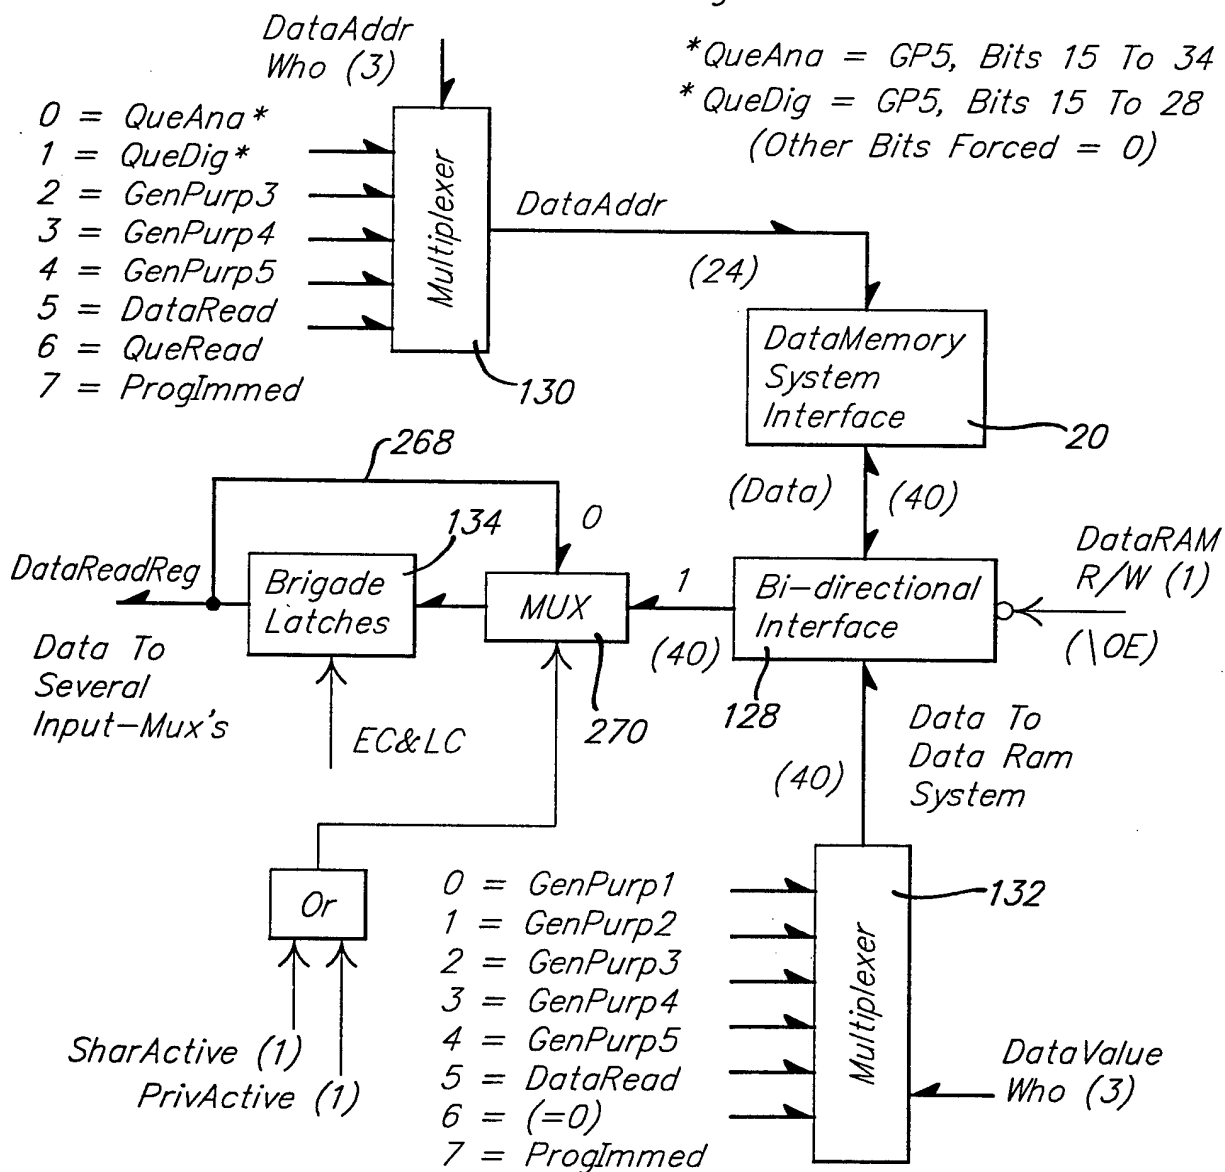 DataAddr
Who (3)
*QueAna = GP5, Bits 15 To 34
*QueDig = GP5, Bits 15 To 28
(Other Bits Forced = 0)
0 = QueAna*
1 = QueDig*
2 = GenPurp3
3 = GenPurp4
4 = GenPurp5
5 = DataRead
6 = QueRead
7 = ProgImmed
Multiplexer
130
DataAddr
(24)
DataMemory
System
Interface
20
268
(Data)
(40)
0
134
DataReadReg
Brigade
Latches
MUX
1
(40)
Bi-directional
Interface
DataRAM
R/W (1)
(\OE)
Data To
Several
Input-Mux's
EC&LC
270
128
Data To
Data Ram
System
(40)
Or
SharActive (1)
PrivActive (1)
0 = GenPurp1
1 = GenPurp2
2 = GenPurp3
3 = GenPurp4
4 = GenPurp5
5 = DataRead
6 = (=0)
7 = ProgImmed
Multiplexer
132
DataValue
Who (3)